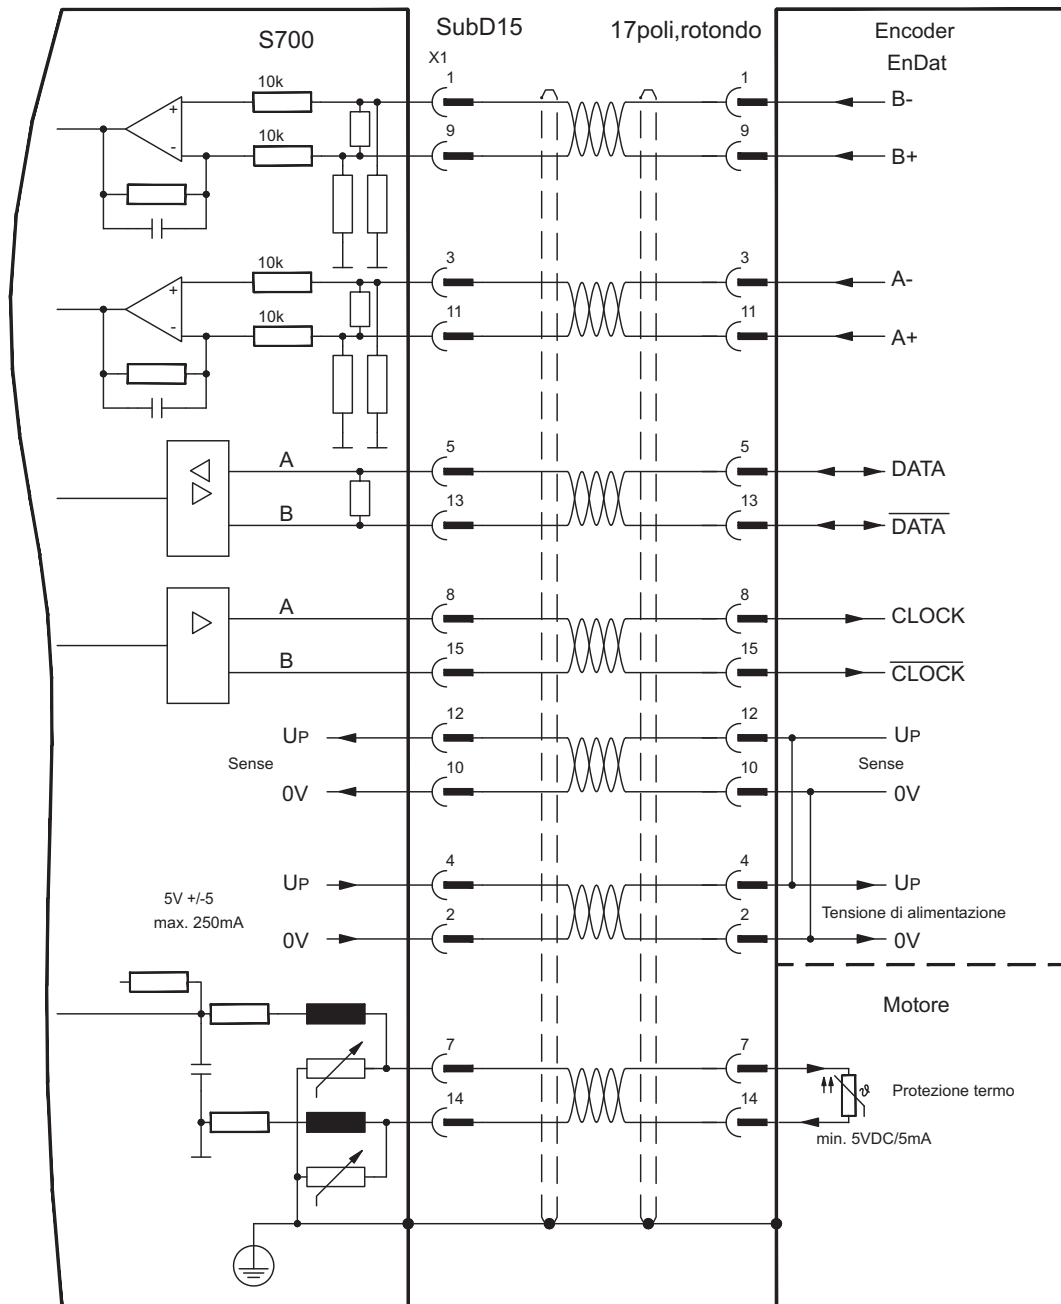 S700 SubD15 17poli,rotondo Encoder
EnDat
X1
10k 1 1 B-
+
-
10k 9 9 B+
10k 3 3 A-
+
-
10k 11 11 A+
A 5 5 DATA
B 13 13 DATA
A 8 8 CLOCK
B 15 15 CLOCK
UP 12 12 UP
Sense Sense
0V 10 10 0V
UP 4 4 UP
5V +/-5
max. 250mA
Tensione di alimentazione
0V 2 2 0V
Motore
7 7
ϑ Protezione termo
14 14
min. 5VDC/5mA